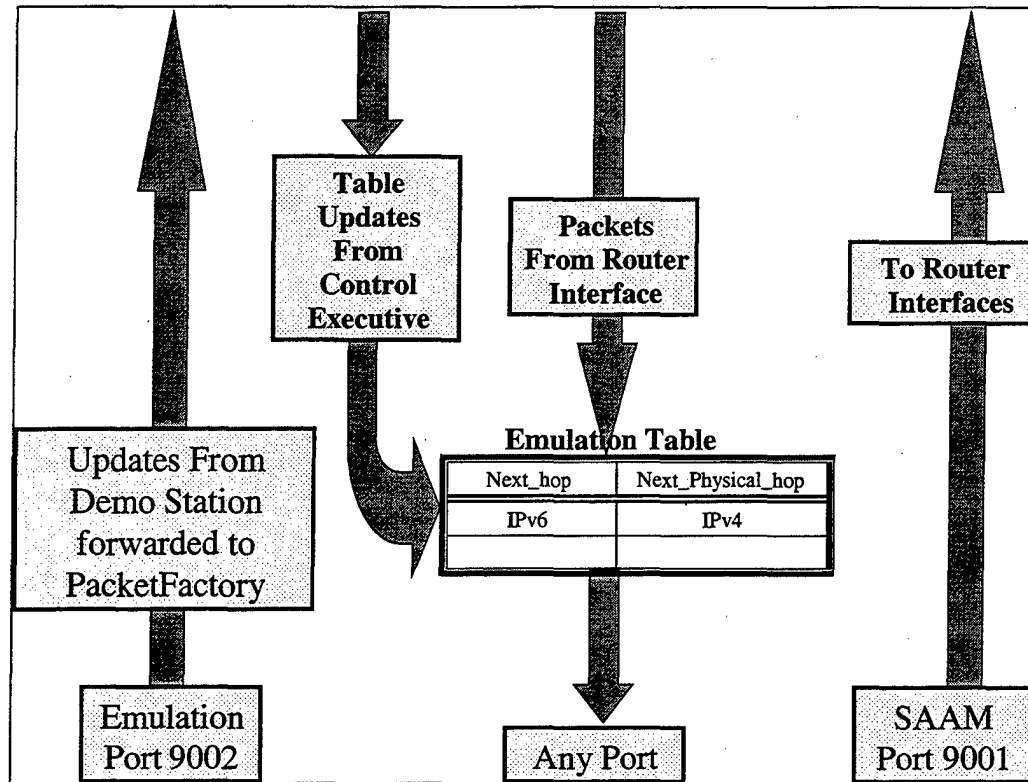 Table
Updates
From
Control
Executive
Packets
From Router
Interface
To Router
Interfaces
Updates From
Demo Station
forwarded to
PacketFactory
Emulation Table
Next_hop
Next_Physical_hop
IPv6
IPv4
Emulation
Port 9002
Any Port
SAAM
Port 9001